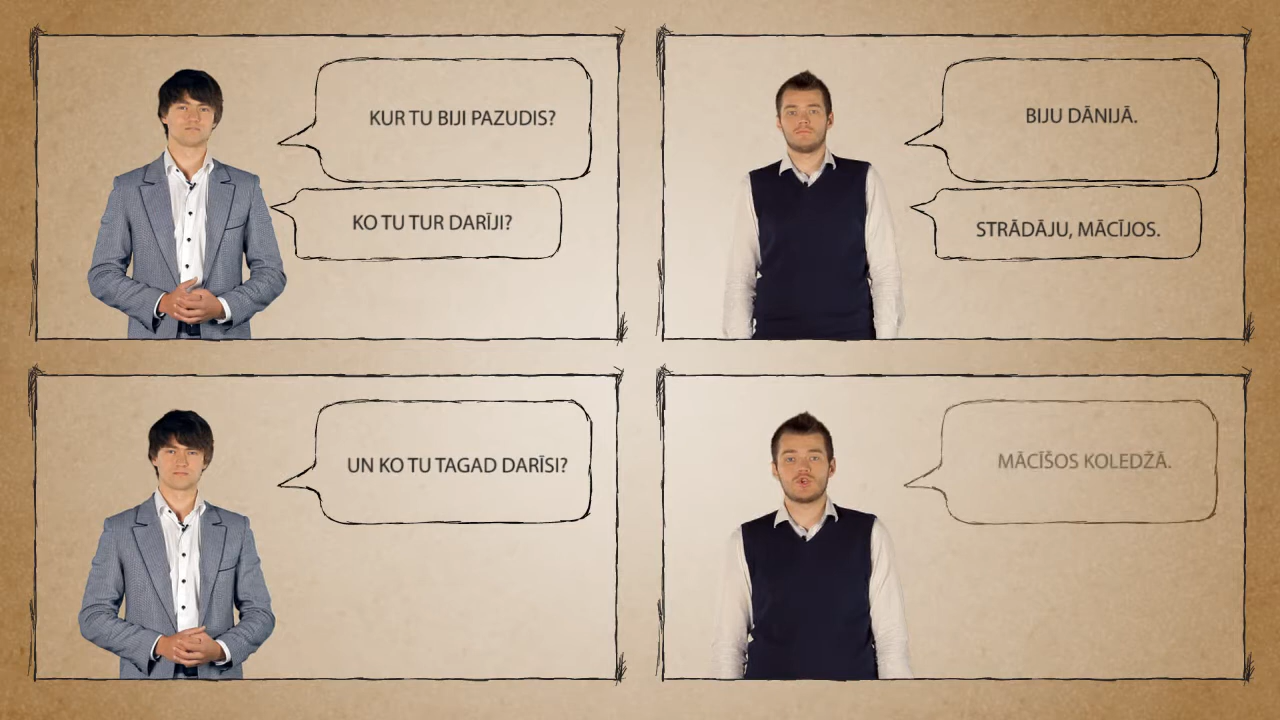 KUR TU BIJI PAZUDIS?
KO TU TUR DARĪJI?
BIJU DĀNIJĀ.
STRĀDĀJU, MĀCĪJOS.
UN KO TU TAGAD DARĪSI?
MĀCĪŠOS KOLEDŽĀ.